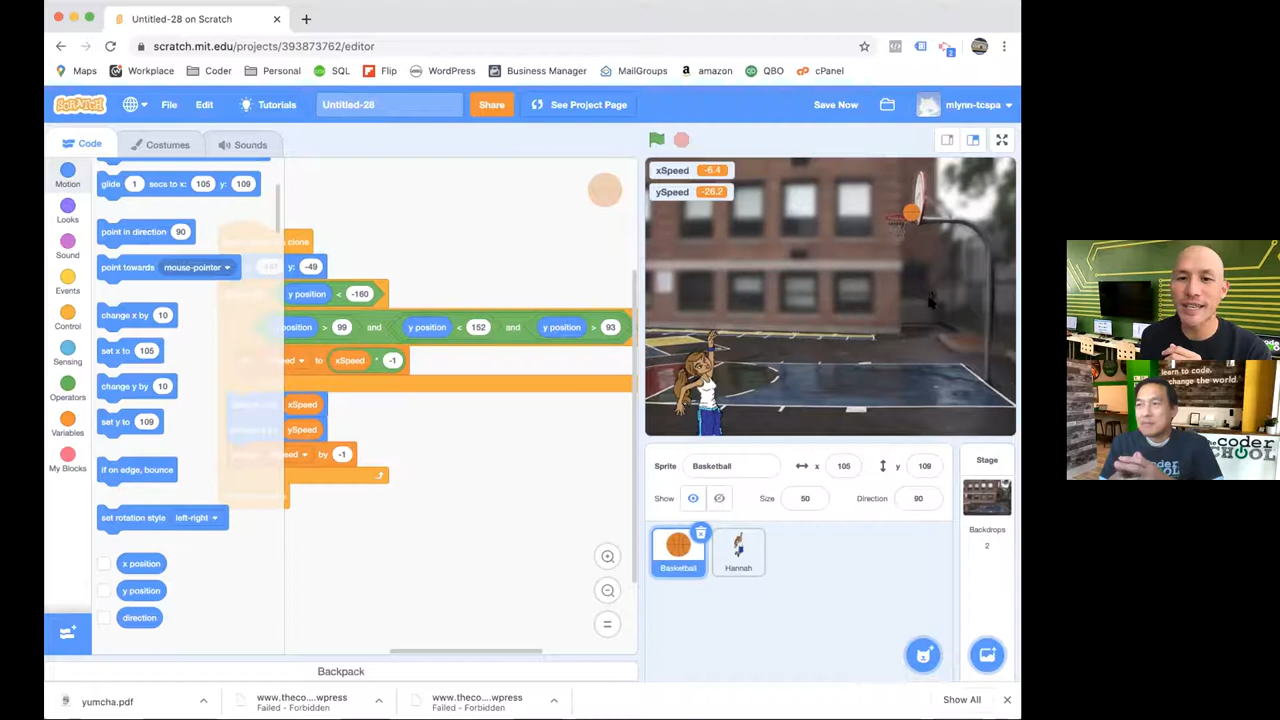 Untitled-28 on Scratch
scratch.mit.edu/projects/393873762/editor
2
Maps Workplace Coder Personal SQL Flip WordPress Business Manager MailGroups amazon QBO cPanel
SCRATCH File Edit Tutorials Untitled-28 Share See Project Page Save Now mlynn-tcspa
Code Costumes Sounds
Motion
Looks
Sound
Events
Control
Sensing
Operators
Variables
My Blocks
glide 1 secs to x: 105 y: 109
point in direction 90
point towards mouse-pointer
change x by 10
set x to 105
change y by 10
set y to 109
if on edge, bounce
set rotation style left-right
x position
y position
direction
clone
y: -49
y position < -160
position > 99 and y position < 152 and y position > 93
to xSpeed * -1
xSpeed
ySpeed
by -1
xSpeed -6.4
ySpeed -26.2
Sprite Basketball x 105 y 109
Show Size 50 Direction 90
Basketball
Hannah
Stage
Backdrops
2
Backpack
learn to code.
change the world.
the coder
SCHOOL
yumcha.pdf
www.theco....wpress
Failed - Forbidden
www.theco....wpress
Failed - Forbidden
Show All